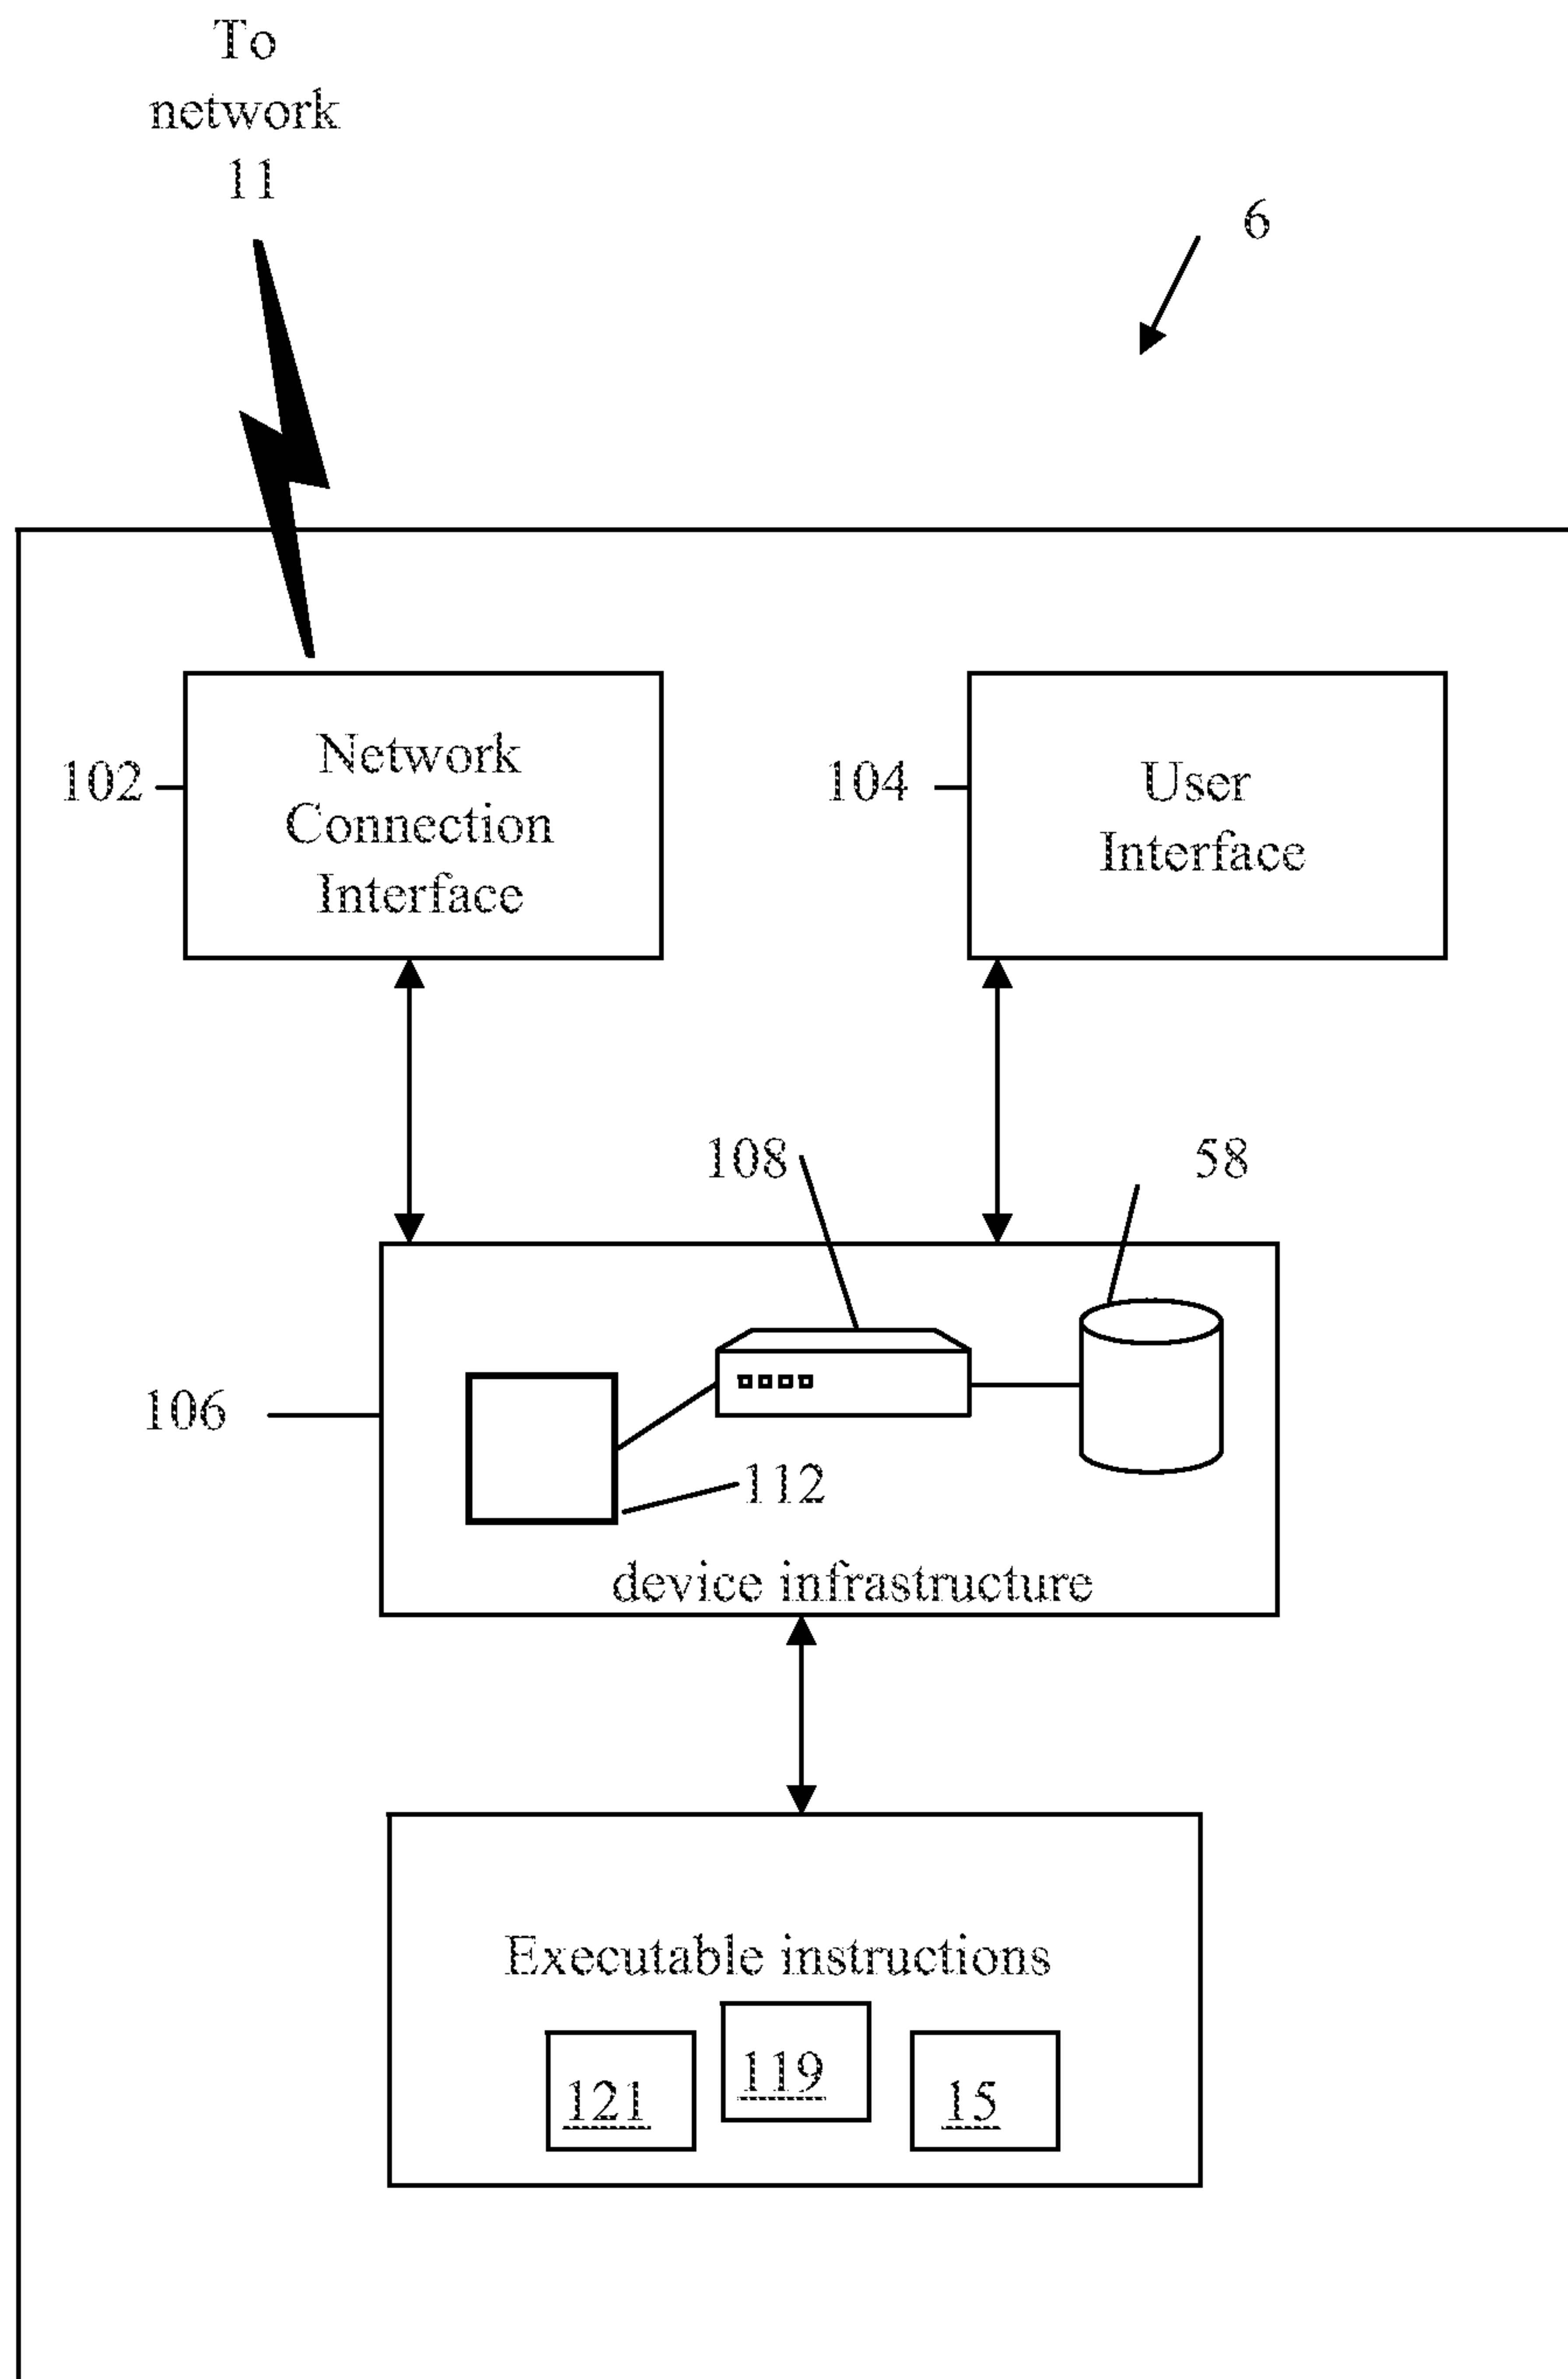 To
network
11
6
102
Network
Connection
Interface
104
User
Interface
108
58
106
112
device infrastructure
Executable instructions
121
119
15